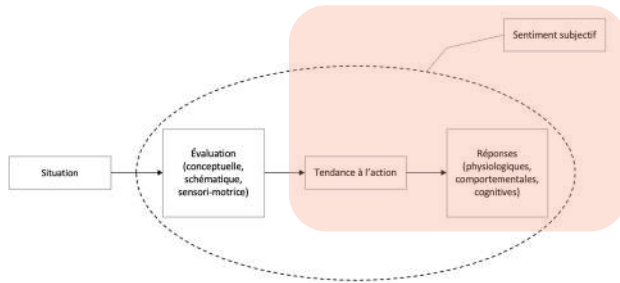 Sentiment subjectif
Situation
Évaluation
(conceptuelle,
schématique,
sensori-motrice)
Tendance à l'action
Réponses
(physiologiques,
comportementales,
cognitives)